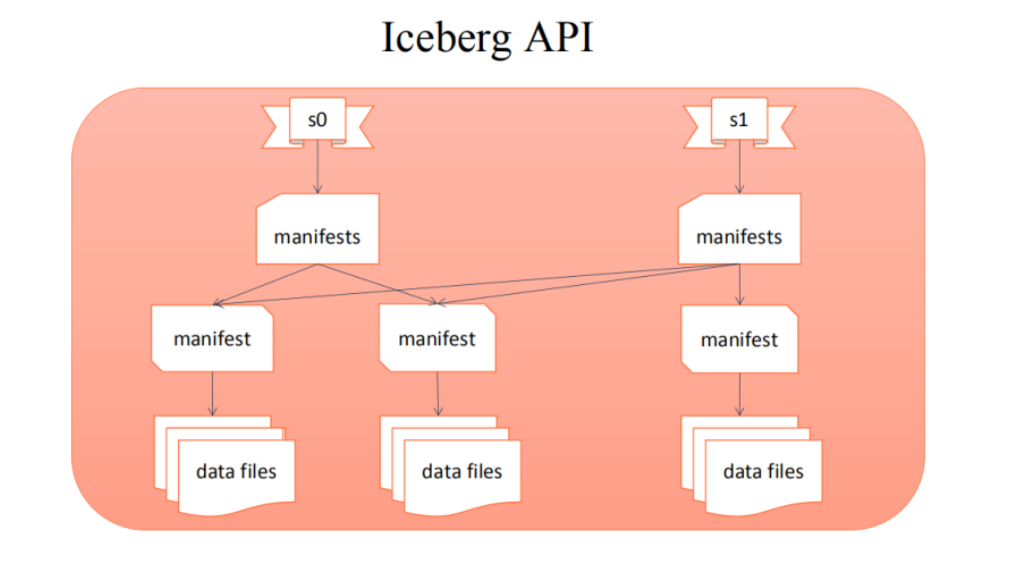 Iceberg API
s0
s1
manifests
manifests
manifest
manifest
manifest
data files
data files
data files